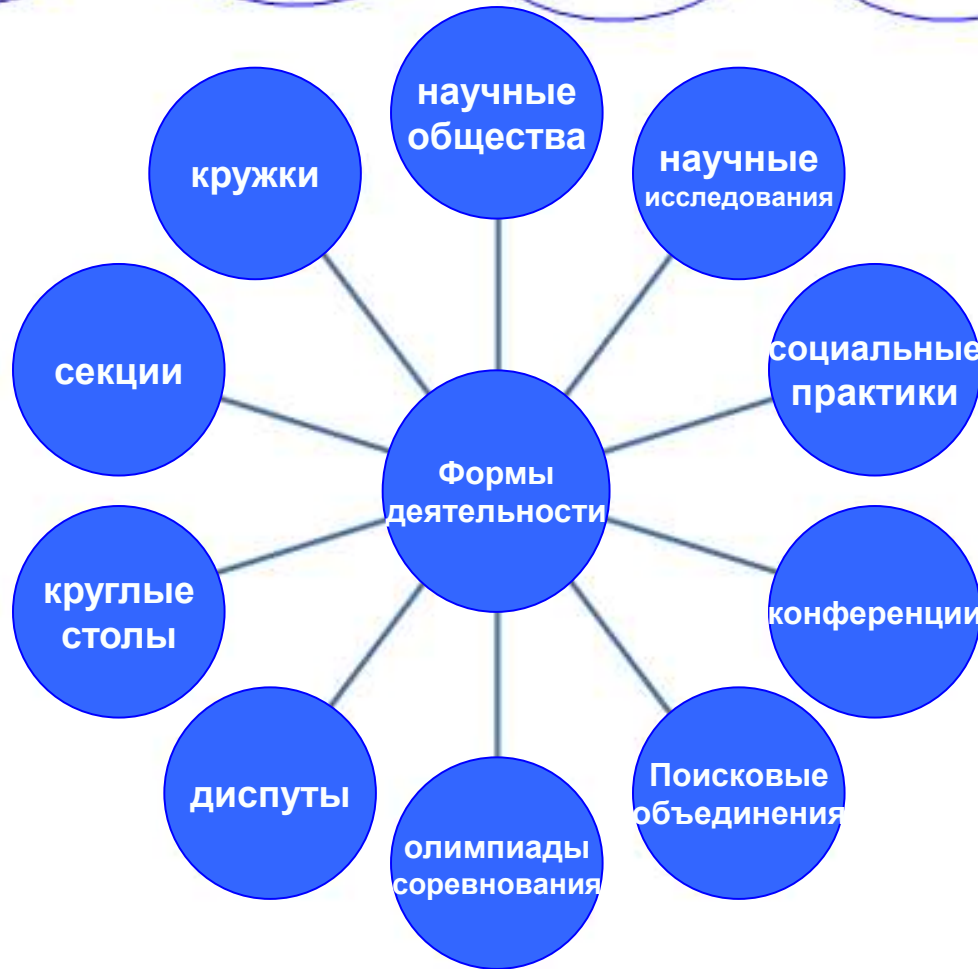 научные
общества
научные
исследования
кружки
социальные
практики
секции
Формы
деятельности
круглые
столы
конференции
диспуты
Поисковые
объединения
олимпиады
соревнования